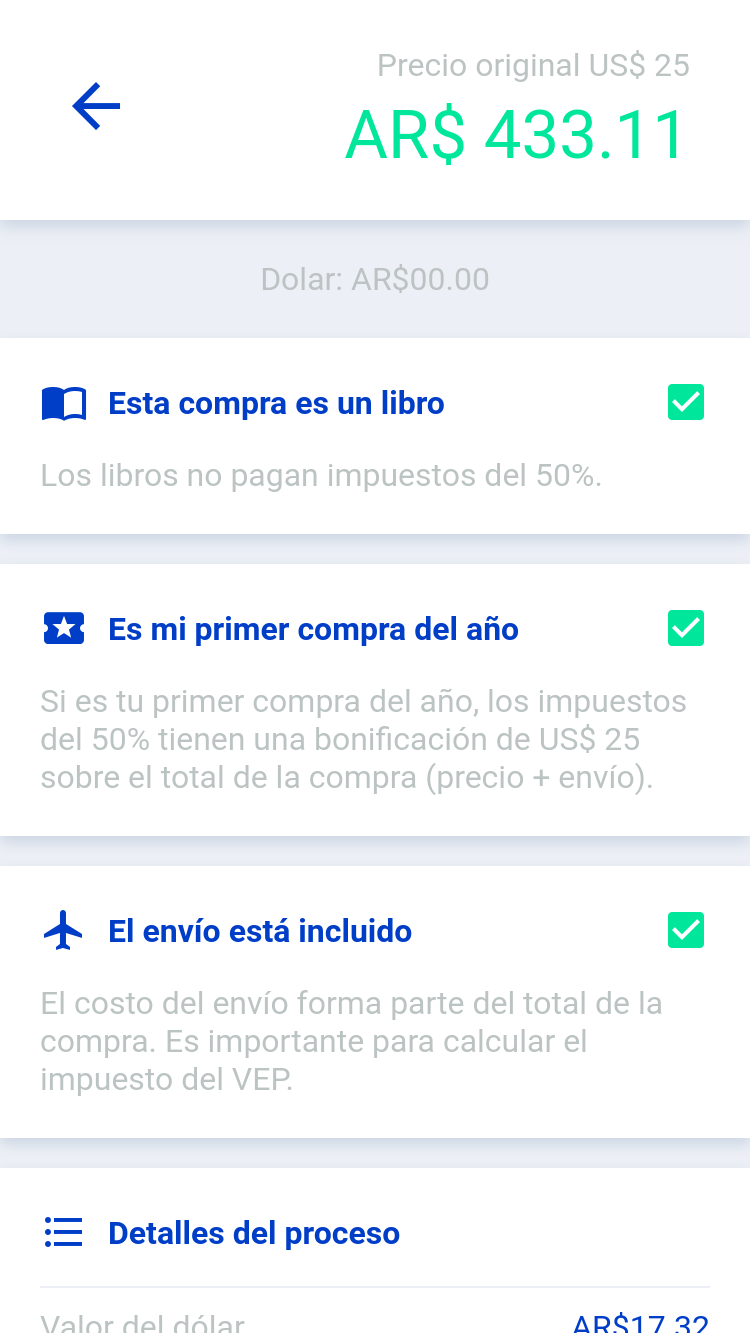 Precio original US$ 25
AR$ 433.11
Dolar: AR$00.00
Esta compra es un libro
Los libros no pagan impuestos del 50%.
Es mi primer compra del año
Si es tu primer compra del año, los impuestos
del 50% tienen una bonificación de US$ 25
sobre el total de la compra (precio + envío).
El envío está incluido
El costo del envío forma parte del total de la
compra. Es importante para calcular el
impuesto del VEP.
Detalles del proceso
Valor del dólar AR$17.32